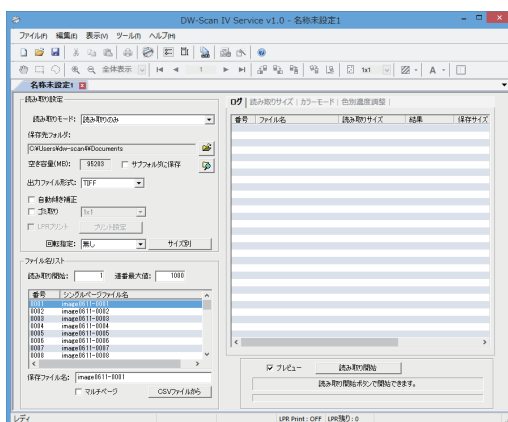 DW-Scan IV Service v1.0 - 名称未設定1
ファイル(F) 編集(E) 表示(V) ツール(T) ヘルプ(H)
全体表示 1 1x1 A
名称未設定1
読み取り設定
読み取りモード: 読み取りのみ
保存先フォルダ:
C:\Users\dw-scan4\Documents
空き容量(MB): 95203 サブフォルダに保存
出力ファイル形式: TIFF
自動傾き補正
ゴミ取り 1x1
LPRプリント プリント設定
回転指定: 無し サイズ別
ファイル名リスト
読み取り開始: 1 連番最大値: 1000
番号 シングルページファイル名
0001 image0611-0001
0002 image0611-0002
0003 image0611-0003
0004 image0611-0004
0005 image0611-0005
0006 image0611-0006
0007 image0611-0007
0008 image0611-0008
保存ファイル名: image0611-0001
マルチページ CSVファイルから
ログ 読み取りサイズ カラーモード 色別濃度調整
番号 ファイル名 読み取りサイズ 結果 保存サイズ
プレビュー 読み取り開始
読み取り開始ボタンで開始できます。
レディ LPR Print : OFF LPR残り : 0